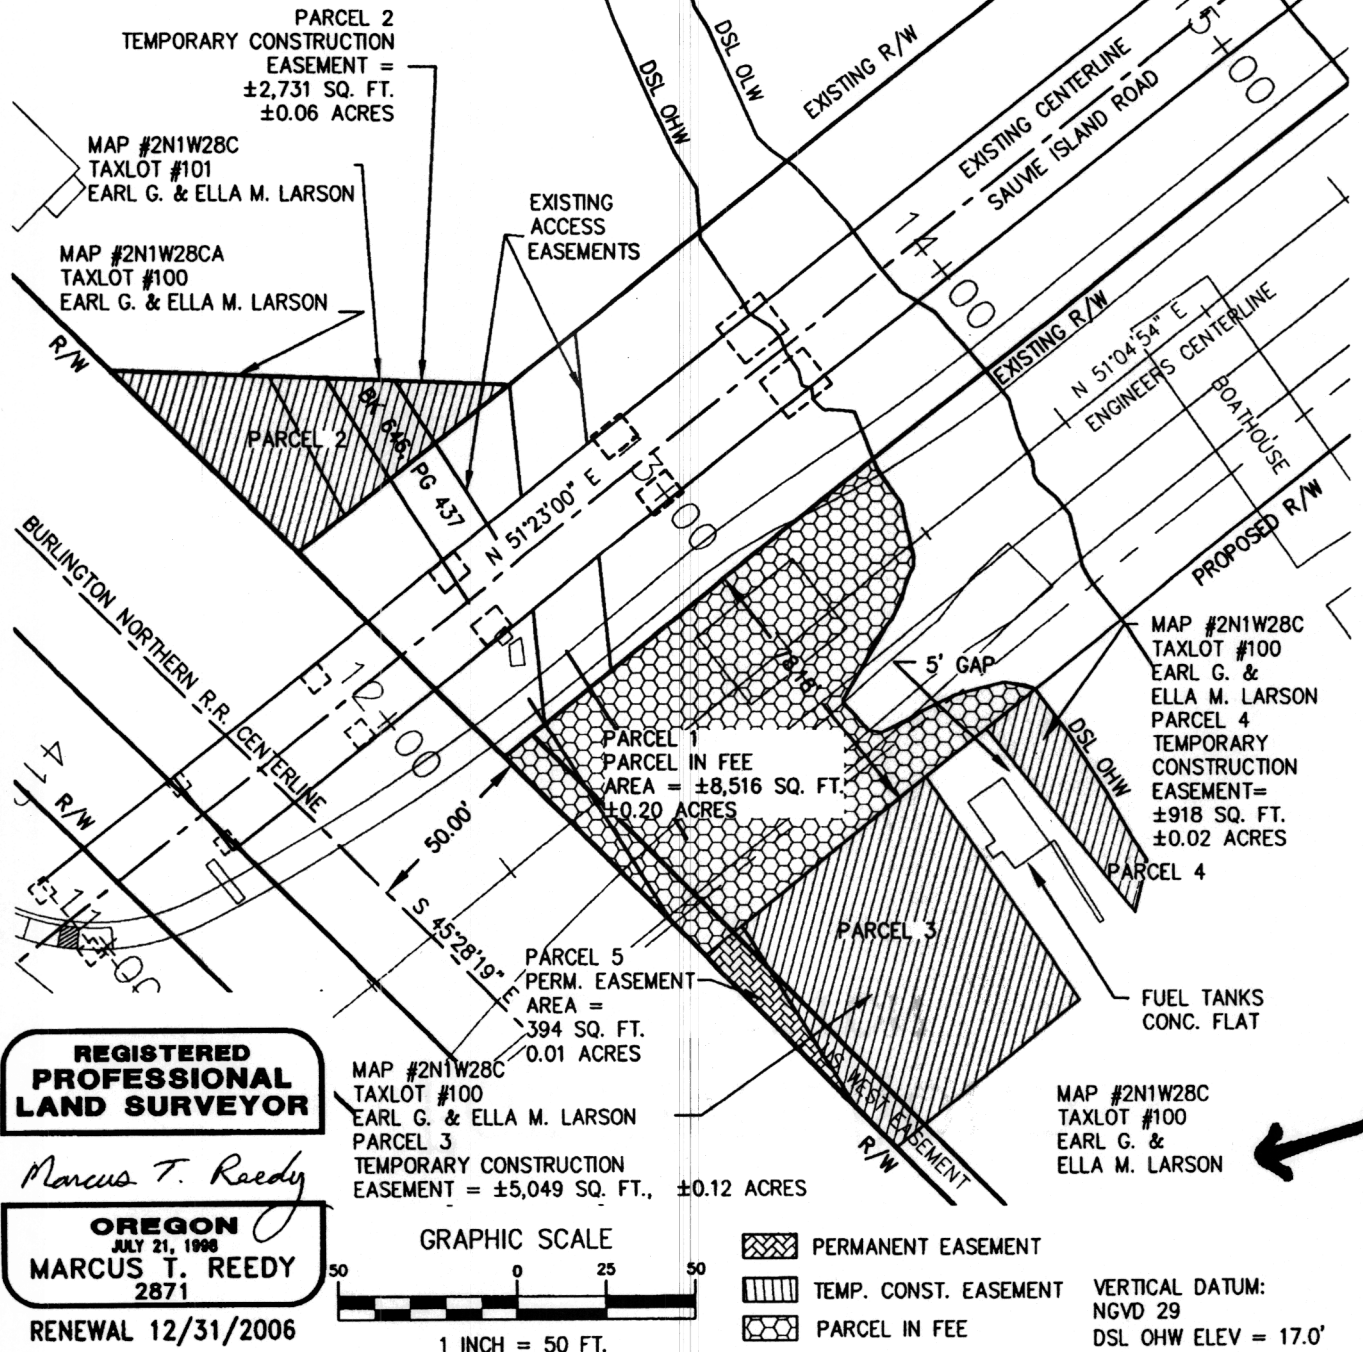 PARCEL 2
TEMPORARY CONSTRUCTION
EASEMENT =
±2,731 SQ. FT.
±0.06 ACRES
MAP #2N1W28C
TAXLOT #101
EARL G. & ELLA M. LARSON
MAP #2N1W28CA
TAXLOT #100
EARL G. & ELLA M. LARSON
EXISTING
ACCESS
EASEMENTS
DSL OHW
DSL OLW
EXISTING R/W
EXISTING CENTERLINE
SAUVIE ISLAND ROAD
5+00
14+00
EXISTING R/W
N 51°04'54" E
ENGINEERS CENTERLINE
BOATHOUSE
PROPOSED R/W
R/W
PARCEL 2
BK 646, PG 437
N 51°23'00" E
13+00
BURLINGTON NORTHERN R.R. CENTERLINE
12+00
R/W
11+00
50.00'
S 45°28'19" E
78.16'
5' GAP
PARCEL 1
PARCEL IN FEE
AREA = ±8,516 SQ. FT.
±0.20 ACRES
MAP #2N1W28C
TAXLOT #100
EARL G. &
ELLA M. LARSON
PARCEL 4
TEMPORARY
CONSTRUCTION
EASEMENT=
±918 SQ. FT.
±0.02 ACRES
DSL OHW
PARCEL 4
PARCEL 3
FUEL TANKS
CONC. FLAT
PARCEL 5
PERM. EASEMENT
AREA =
394 SQ. FT.
0.01 ACRES
MAP #2N1W28C
TAXLOT #100
EARL G. & ELLA M. LARSON
PARCEL 3
TEMPORARY CONSTRUCTION
EASEMENT = ±5,049 SQ. FT., ±0.12 ACRES
US WEST EASEMENT
R/W
MAP #2N1W28C
TAXLOT #100
EARL G. &
ELLA M. LARSON
REGISTERED
PROFESSIONAL
LAND SURVEYOR
Marcus T. Reedy
OREGON
JULY 21, 1998
MARCUS T. REEDY
2871
RENEWAL 12/31/2006
GRAPHIC SCALE
50 0 25 50
1 INCH = 50 FT.
PERMANENT EASEMENT
TEMP. CONST. EASEMENT
PARCEL IN FEE
VERTICAL DATUM:
NGVD 29
DSL OHW ELEV = 17.0'